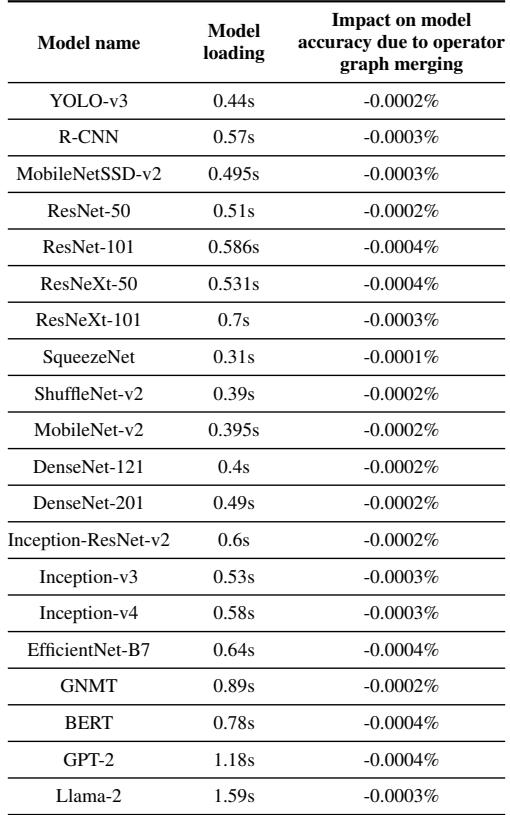 Model name Model loading Impact on model accuracy due to operator graph merging
YOLO-v3 0.44s -0.0002%
R-CNN 0.57s -0.0003%
MobileNetSSD-v2 0.495s -0.0003%
ResNet-50 0.51s -0.0002%
ResNet-101 0.586s -0.0004%
ResNeXt-50 0.531s -0.0004%
ResNeXt-101 0.7s -0.0003%
SqueezeNet 0.31s -0.0001%
ShuffleNet-v2 0.39s -0.0002%
MobileNet-v2 0.395s -0.0002%
DenseNet-121 0.4s -0.0002%
DenseNet-201 0.49s -0.0002%
Inception-ResNet-v2 0.6s -0.0002%
Inception-v3 0.53s -0.0003%
Inception-v4 0.58s -0.0003%
EfficientNet-B7 0.64s -0.0004%
GNMT 0.89s -0.0002%
BERT 0.78s -0.0004%
GPT-2 1.18s -0.0004%
Llama-2 1.59s -0.0003%